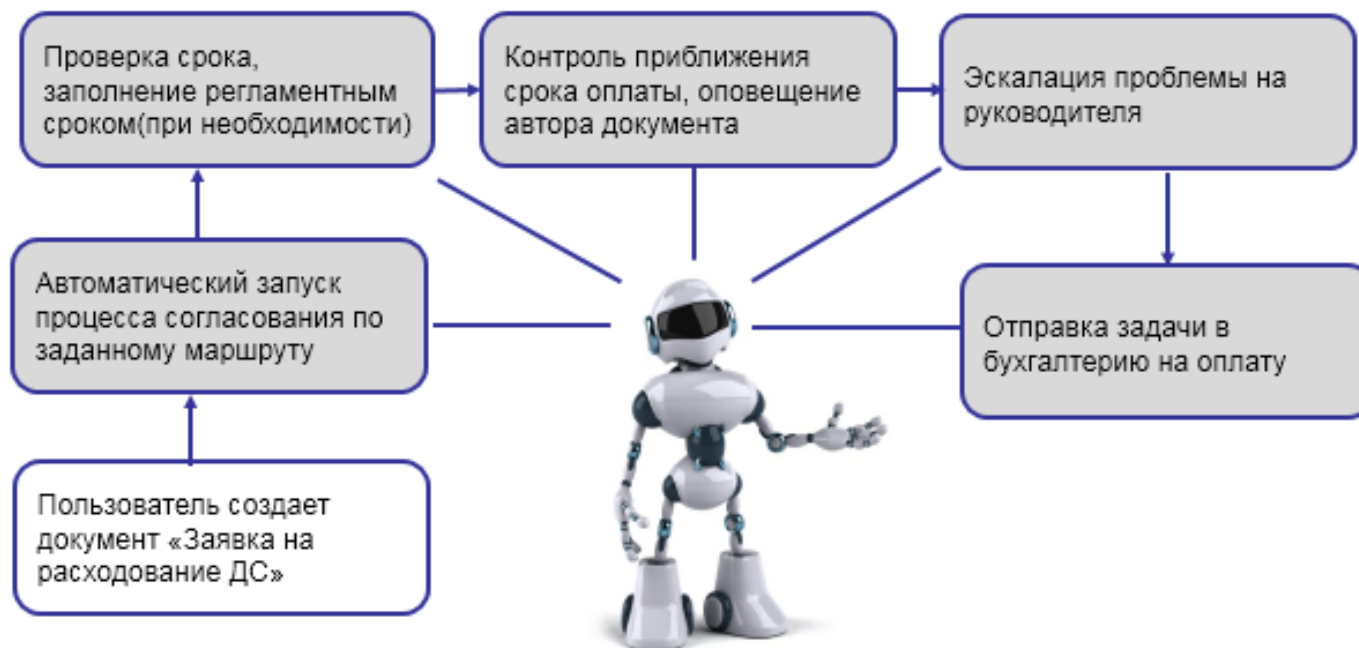 Проверка срока,
заполнение регламентным
сроком(при необходимости)
Контроль приближения
срока оплаты, оповещение
автора документа
Эскалация проблемы на
руководителя
Автоматический запуск
процесса согласования по
заданному маршруту
Отправка задачи в
бухгалтерию на оплату
Пользователь создает
документ «Заявка на
расходование ДС»